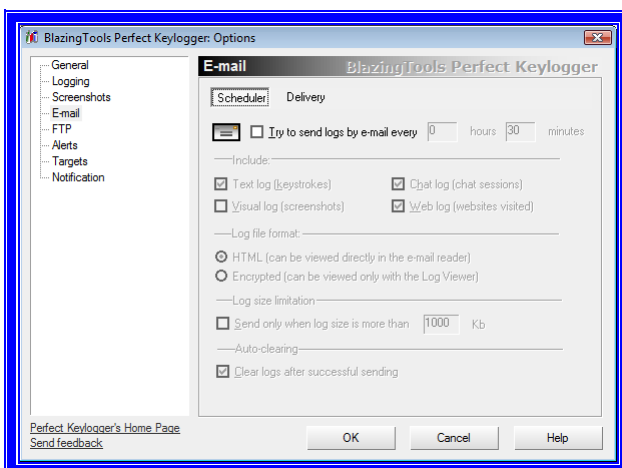 BlazingTools Perfect Keylogger: Options
General
Logging
Screenshots
E-mail
FTP
Alerts
Targets
Notification
E-mail BlazingTools Perfect Keylogger
Scheduler Delivery
Try to send logs by e-mail every 0 hours 30 minutes
Include:
Text log (keystrokes) Chat log (chat sessions)
Visual log (screenshots) Web log (websites visited)
Log file format:
HTML (can be viewed directly in the e-mail reader)
Encrypted (can be viewed only with the Log Viewer)
Log size limitation
Send only when log size is more than 1000 Kb
Auto-clearing
Clear logs after successful sending
Perfect Keylogger's Home Page
Send feedback
OK Cancel Help